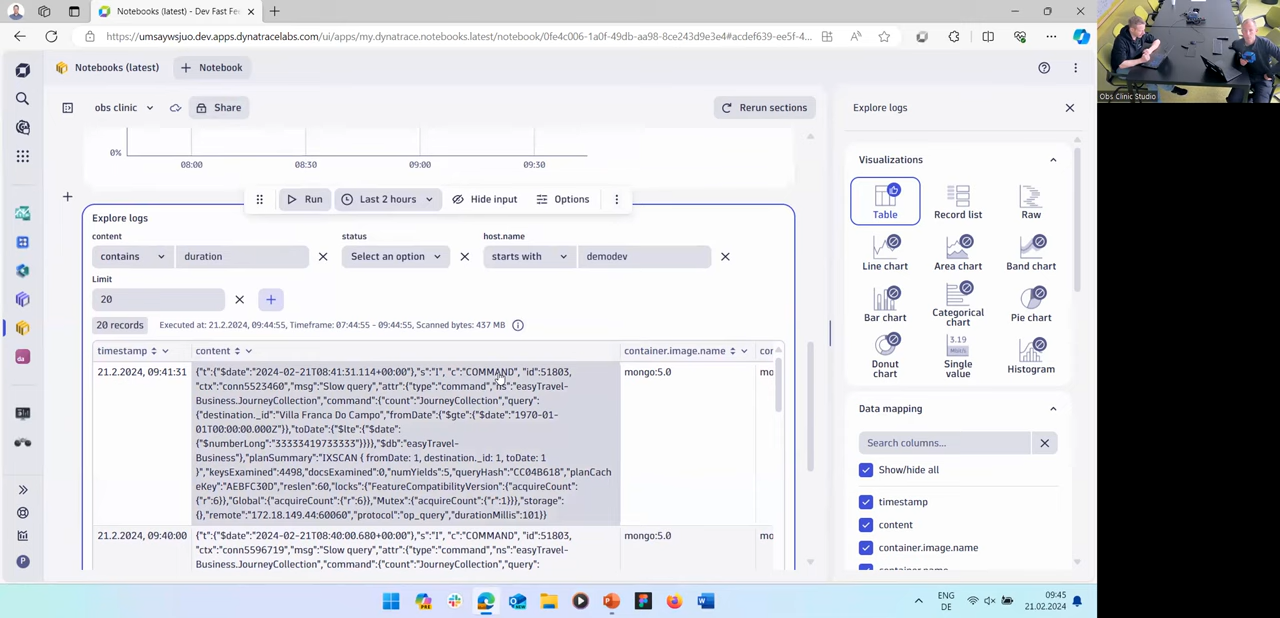 Notebooks (latest) - Dev Fast Fe
https://umsaywsjuo.dev.apps.dynatracelabs.com/ui/apps/my.dynatrace.notebooks.latest/notebook/0fe4c006-1a0f-49db-aa98-8ce243d9e3e4#acdef639-ee5f-4...
Obs Clinic Studio
Notebooks (latest)
Notebook
obs clinic
Share
Rerun sections
Explore logs
0%
08:00 08:30 09:00 09:30
Visualizations
Run
Last 2 hours
Hide input
Options
Table
Record list
Raw
Explore logs
content
status
host.name
contains
duration
Select an option
starts with
demodev
Line chart
Area chart
Band chart
Limit
20
Bar chart
Categorical
chart
Pie chart
20 records
Executed at: 21.2.2024, 09:44:55, Timeframe: 07:44:55 - 09:44:55, Scanned bytes: 437 MB
3.19
Donut
chart
Single
value
Histogram
timestamp
content
container.image.name
cor
21.2.2024, 09:41:31
{"t":{"$date":"2024-02-21T08:41:31.114+00:00"},"s":"I", "c":"COMMAND", "id":51803,
"ctx":"conn5523460","msg":"Slow query","attr":{"type":"command","ns":"easyTravel-
Business.JourneyCollection","command":{"count":"JourneyCollection","query":
{"destination._id":"Villa Franca Do Campo","fromDate":{"$gte":{"$date":"1970-01-
01T00:00:00.000Z"}},"toDate":{"$lte":{"$date":
{"$numberLong":"33333419733333"}}}},"$db":"easyTravel-
Business"},"planSummary":"IXSCAN { fromDate: 1, destination._id: 1, toDate: 1
}","keysExamined":4498,"docsExamined":0,"numYields":5,"queryHash":"CC04B618","planCach
eKey":"AEBFC30D","reslen":60,"locks":{"FeatureCompatibilityVersion":{"acquireCount":
{"r":6}},"Global":{"acquireCount":{"r":6}},"Mutex":{"acquireCount":{"r":1}}},"storage":
{},"remote":"172.18.149.44:60060","protocol":"op_query","durationMillis":101}}
mongo:5.0
mo
21.2.2024, 09:40:00
{"t":{"$date":"2024-02-21T08:40:00.680+00:00"},"s":"I", "c":"COMMAND", "id":51803,
"ctx":"conn5596719","msg":"Slow query","attr":{"type":"command","ns":"easyTravel-
Business.JourneyCollection","command":{"count":"JourneyCollection","query":
mongo:5.0
mo
Data mapping
Search columns...
Show/hide all
timestamp
content
container.image.name
da
P
PRE
ENG
DE
09:45
21.02.2024